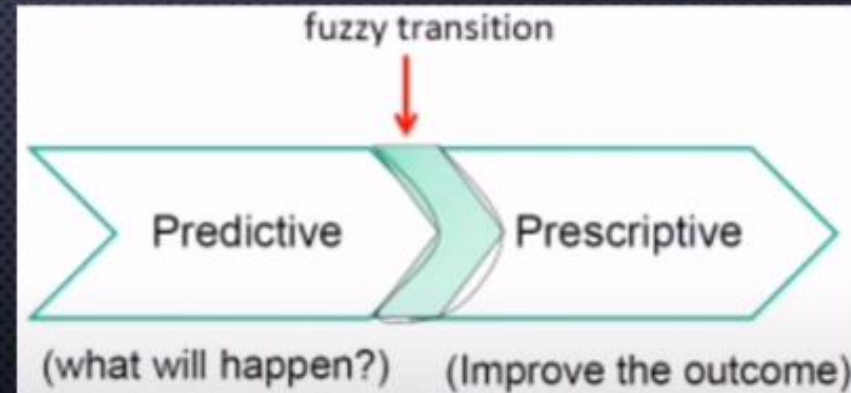 fuzzy transition
Predictive Prescriptive
(what will happen?) (Improve the outcome)